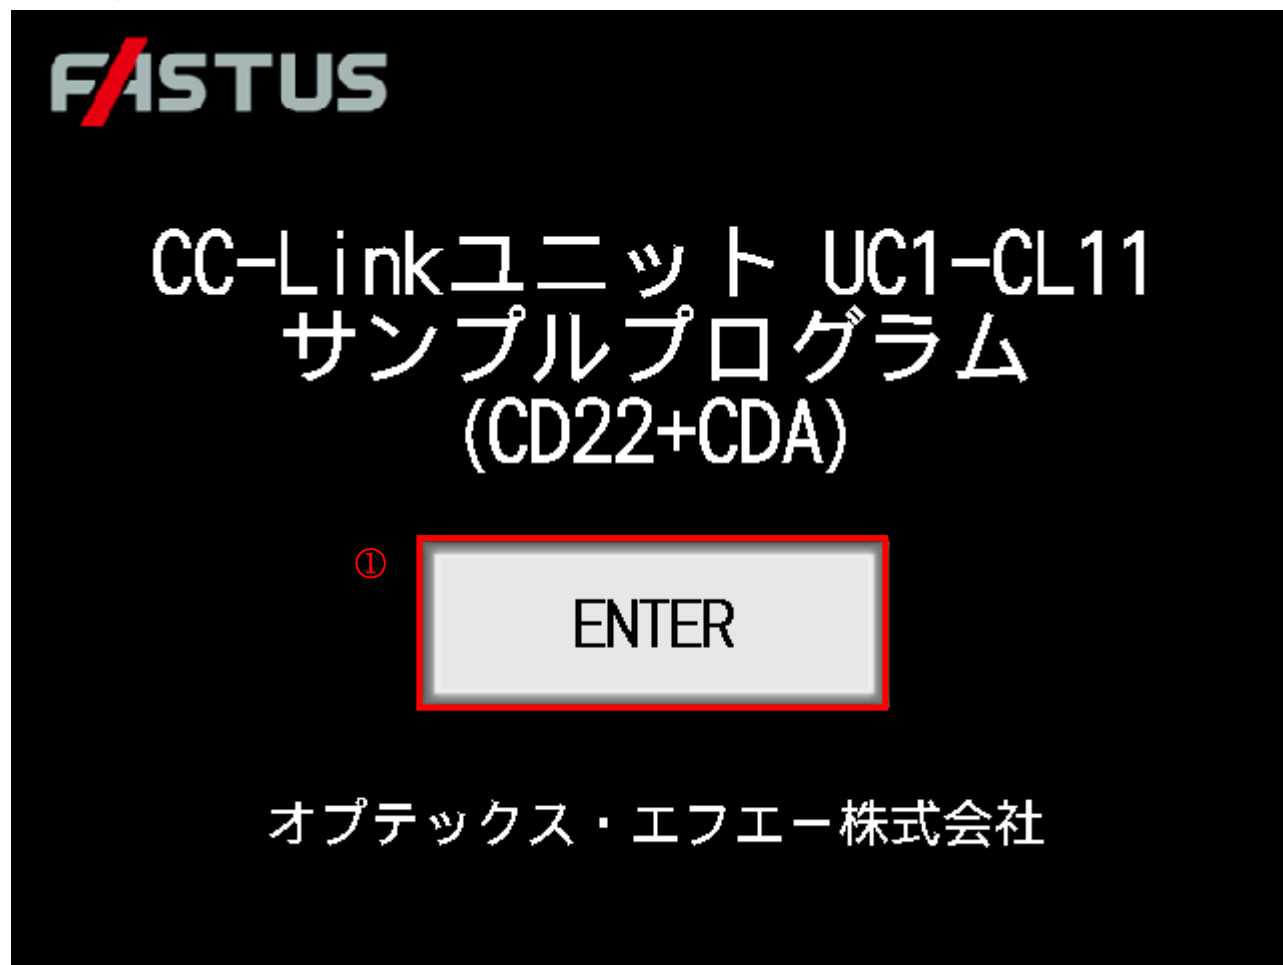 FASTUS
CC-Linkユニット UC1-CL11
サンプルプログラム
(CD22+CDA)
①
ENTER
オプテックス・エフエー株式会社